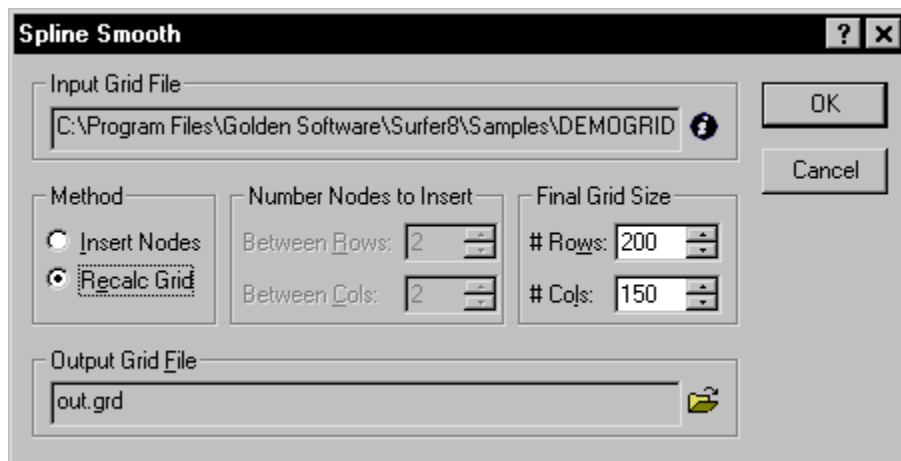 Spline Smooth
?
Input Grid File
C:\Program Files\Golden Software\Surfer8\Samples\DEMOGRID
i
OK
Cancel
Method
Insert Nodes
Recalc Grid
Number Nodes to Insert
Between Rows: 2
Between Cols: 2
Final Grid Size
# Rows: 200
# Cols: 150
Output Grid File
out.grd